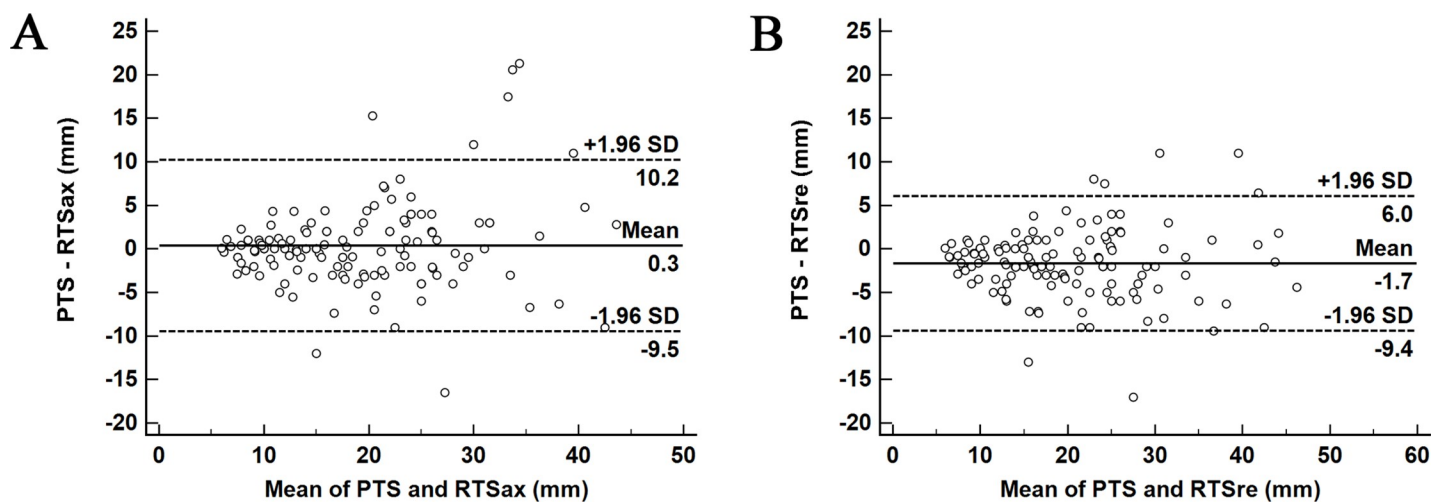 A
PTS - RTSax (mm)
25
20
15
10
5
0
-5
-10
-15
-20
+1.96 SD
10.2
Mean
0.3
-1.96 SD
-9.5
0 10 20 30 40 50
Mean of PTS and RTSax (mm)
B
PTS - RTSre (mm)
25
20
15
10
5
0
-5
-10
-15
-20
+1.96 SD
6.0
Mean
-1.7
-1.96 SD
-9.4
0 10 20 30 40 50 60
Mean of PTS and RTSre (mm)